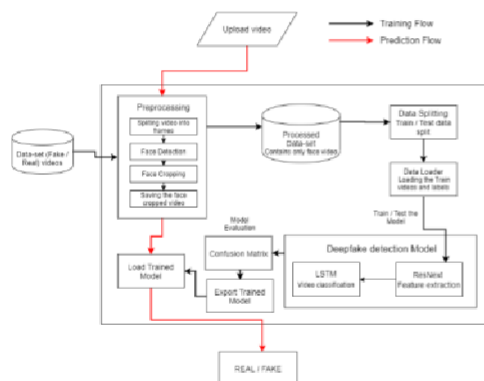 Training Flow
Prediction Flow
Upload video
Preprocessing
Spliting video into
frames
Face Detection
Face Cropping
Saving the face
cropped video
Data-set (Fake /
Real) videos
Processed
Data-set
Contains only face video
Data Splitting
Train / Test data
split
Data Loader
Loading the Train
videos and labels
Train / Test the
Model
Model
Evaluation
Confusion Matrix
Export Trained
Model
Load Trained
Model
Deepfake detection Model
LSTM
Video classification
ResNext
Feature extraction
REAL / FAKE